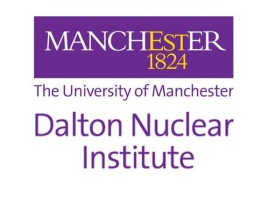 MANCHEstER
1824
The University of Manchester
Dalton Nuclear
Institute